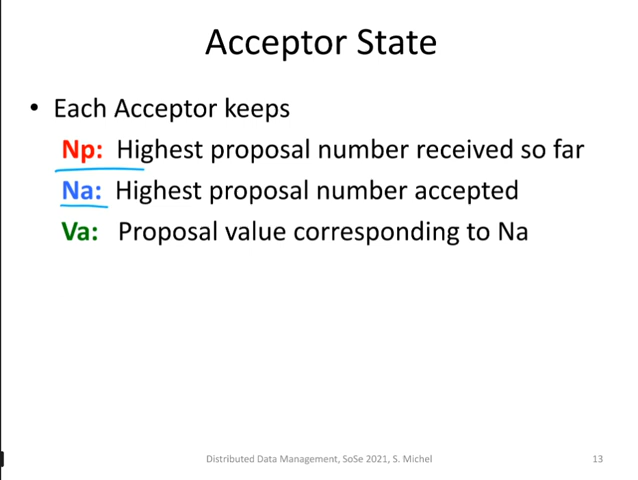 Acceptor State
• Each Acceptor keeps
Np: Highest proposal number received so far
Na: Highest proposal number accepted
Va: Proposal value corresponding to Na
Distributed Data Management, SoSe 2021, S. Michel 13